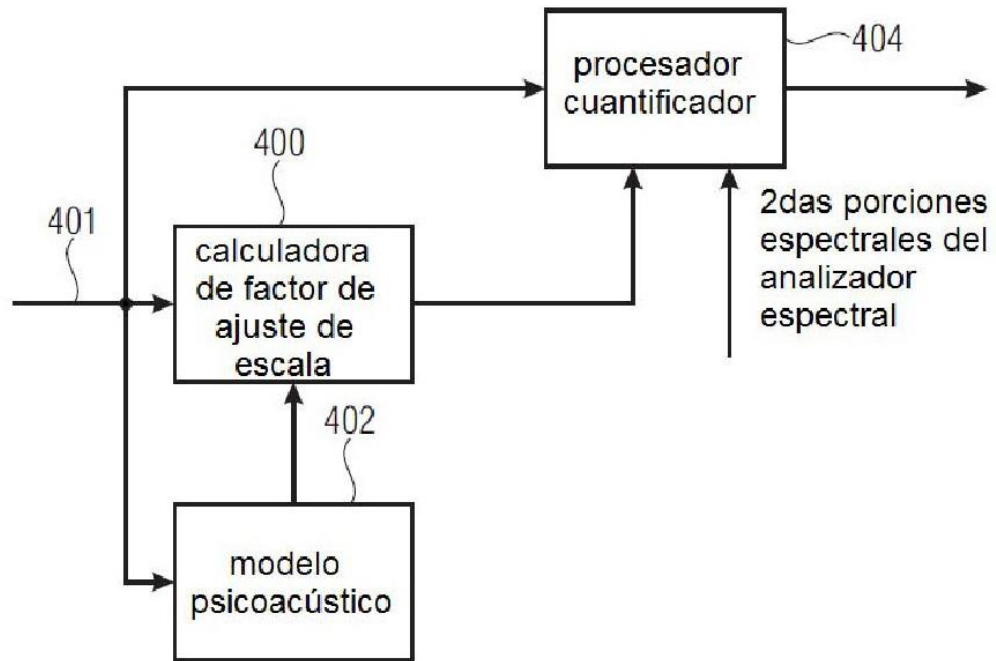 procesador
cuantificador
404
400
401
calculadora
de factor de
ajuste de
escala
2das porciones
espectrales del
analizador
espectral
402
modelo
psicoacústico